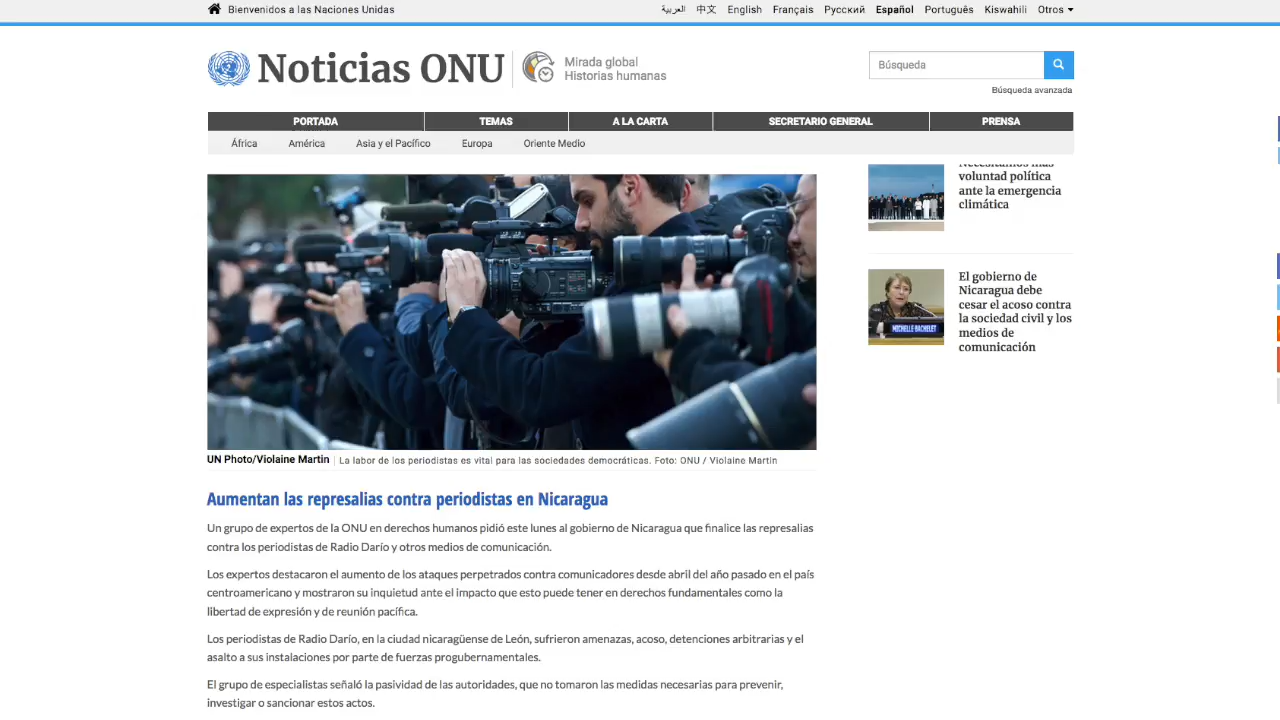 Bienvenidos a las Naciones Unidas
العربية 中文 English Français Русский Español Português Kiswahili Otros
Noticias ONU
Mirada global
Historias humanas
Búsqueda
Búsqueda avanzada
PORTADA TEMAS A LA CARTA SECRETARIO GENERAL PRENSA
África América Asia y el Pacífico Europa Oriente Medio
Necesitamos más
voluntad política
ante la emergencia
climática
El gobierno de
Nicaragua debe
cesar el acoso contra
la sociedad civil y los
medios de
comunicación
MICHELLE BACHELET
UN Photo/Violaine Martin La labor de los periodistas es vital para las sociedades democráticas. Foto: ONU / Violaine Martin
Aumentan las represalias contra periodistas en Nicaragua
Un grupo de expertos de la ONU en derechos humanos pidió este lunes al gobierno de Nicaragua que finalice las represalias
contra los periodistas de Radio Darío y otros medios de comunicación.
Los expertos destacaron el aumento de los ataques perpetrados contra comunicadores desde abril del año pasado en el país
centroamericano y mostraron su inquietud ante el impacto que esto puede tener en derechos fundamentales como la
libertad de expresión y de reunión pacífica.
Los periodistas de Radio Darío, en la ciudad nicaragüense de León, sufrieron amenazas, acoso, detenciones arbitrarias y el
asalto a sus instalaciones por parte de fuerzas progubernamentales.
El grupo de especialistas señaló la pasividad de las autoridades, que no tomaron las medidas necesarias para prevenir,
investigar o sancionar estos actos.